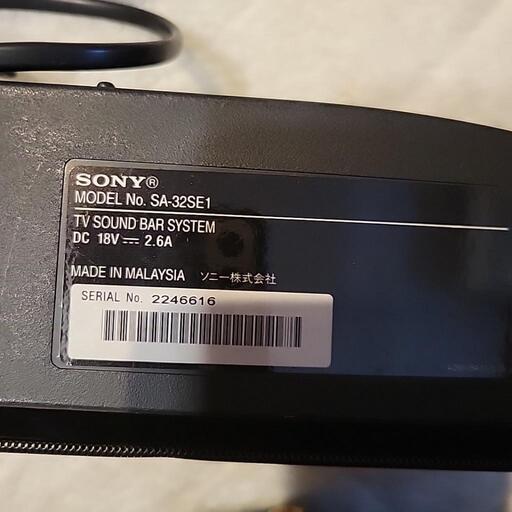 SONY®
MODEL No. SA-32SE1
TV SOUND BAR SYSTEM
DC 18V ⎓ 2.6A
MADE IN MALAYSIA ソニー株式会社
SERIAL No. 2246616